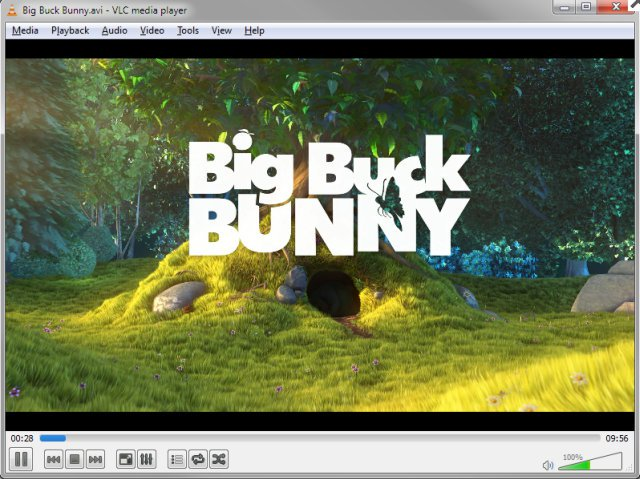 Big Buck Bunny.avi - VLC media player
Media Playback Audio Video Tools View Help
Big Buck
BUNNY
00:28 09:56
100%